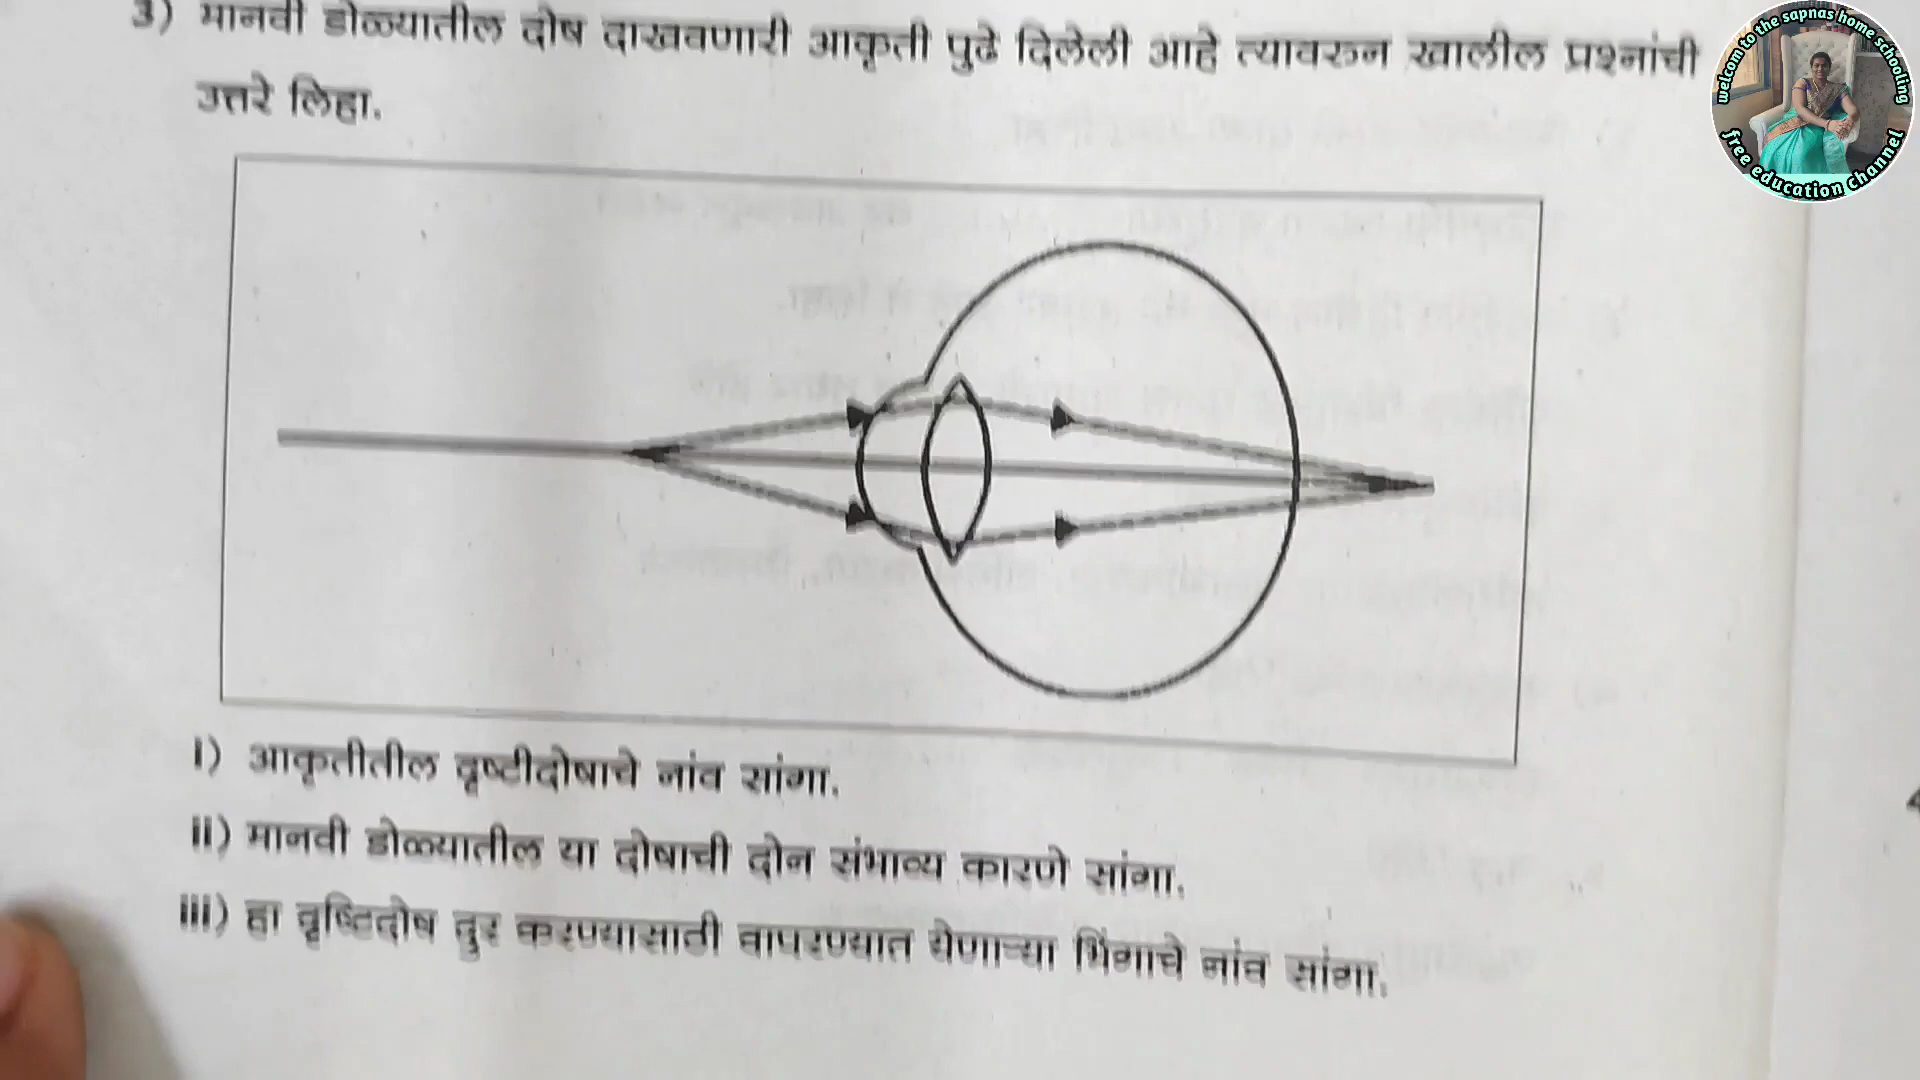 3) मानवी डोळ्यातील दोष दाखवणारी आकृती पुढे दिलेली आहे त्यावरुन खालील प्रश्नांची
उत्तरे लिहा.
welcom to the sapnas home schooling
free education channel
i) आकृतीतील दृष्टीदोषाचे नांव सांगा.
ii) मानवी डोळ्यातील या दोषाची दोन संभाव्य कारणे सांगा.
iii) हा दृष्टिदोष दुर करण्यासाठी वापरण्यात येणाऱ्या भिंगाचे नांव सांगा.